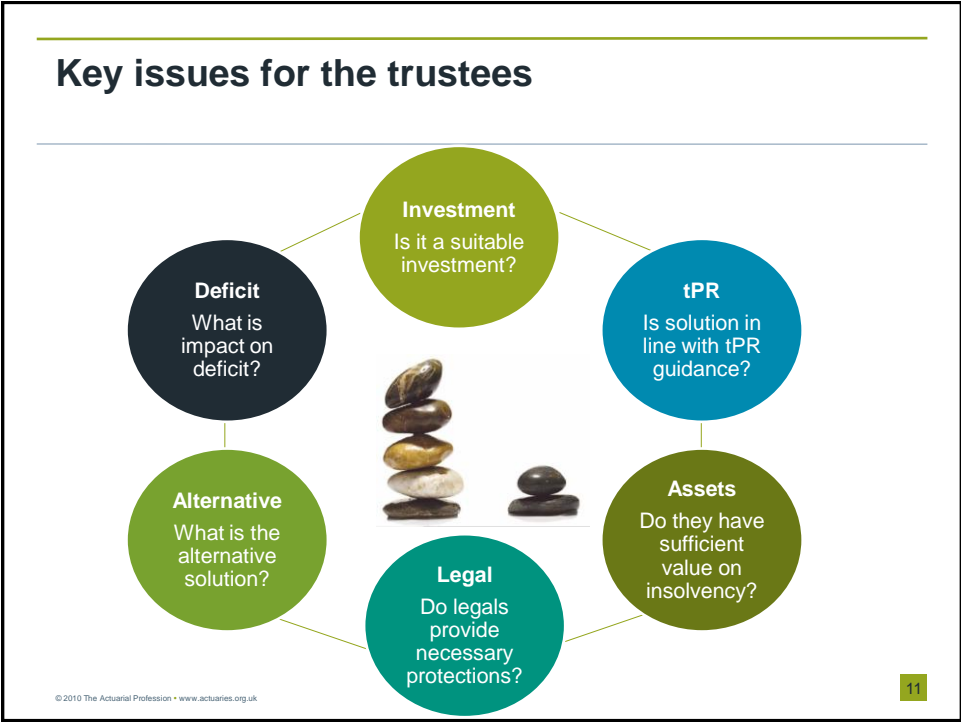 Key issues for the trustees
Investment
Is it a suitable
investment?
tPR
Is solution in
line with tPR
guidance?
Assets
Do they have
sufficient
value on
insolvency?
Legal
Do legals
provide
necessary
protections?
Alternative
What is the
alternative
solution?
Deficit
What is
impact on
deficit?
© 2010 The Actuarial Profession • www.actuaries.org.uk
11